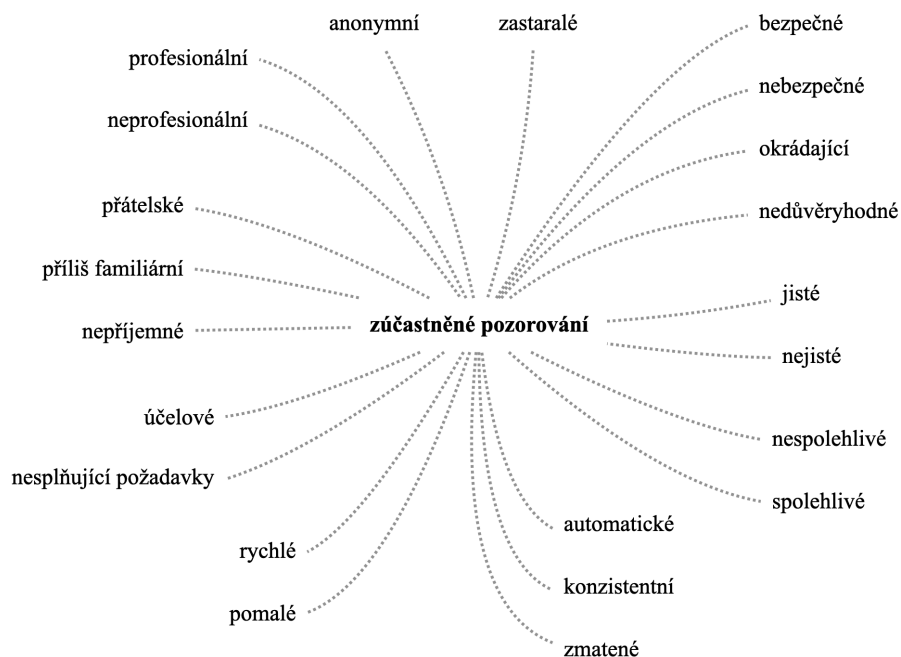 anonymní
zastaralé
bezpečné
profesionální
nebezpečné
neprofesionální
okrádající
přátelské
nedůvěryhodné
příliš familiární
jisté
nepříjemné
zúčastněné pozorování
nejisté
účelové
nespolehlivé
nesplňující požadavky
spolehlivé
automatické
rychlé
konzistentní
pomalé
zmatené